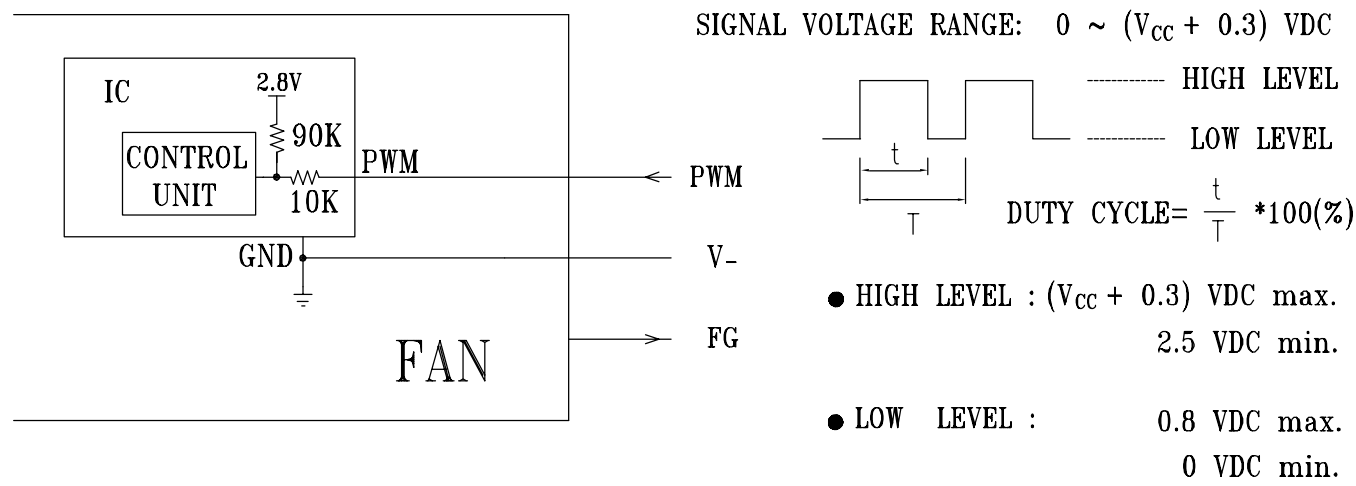 SIGNAL VOLTAGE RANGE: 0 ~ (VCC + 0.3) VDC
IC
2.8V
90K
CONTROL
UNIT
10K
PWM
GND
FAN
PWM
V-
FG
HIGH LEVEL
LOW LEVEL
t
T
DUTY CYCLE= t/T *100(%)
● HIGH LEVEL : (VCC + 0.3) VDC max.
2.5 VDC min.
● LOW LEVEL : 0.8 VDC max.
0 VDC min.